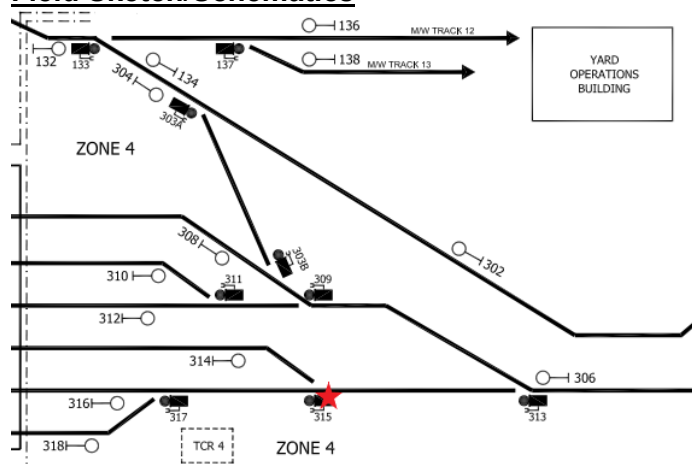 Field Sketch/Schematics
136
M/W TRACK 12
132
133
137
138
M/W TRACK 13
304
134
303A
YARD
OPERATIONS
BUILDING
ZONE 4
308
303B
302
310
311
309
312
314
306
316
317
315
313
318
TCR 4
ZONE 4